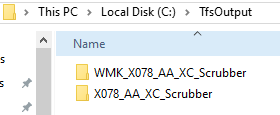 This PC > Local Disk (C:) > TfsOutput
Name
WMK_X078_AA_XC_Scrubber
X078_AA_XC_Scrubber